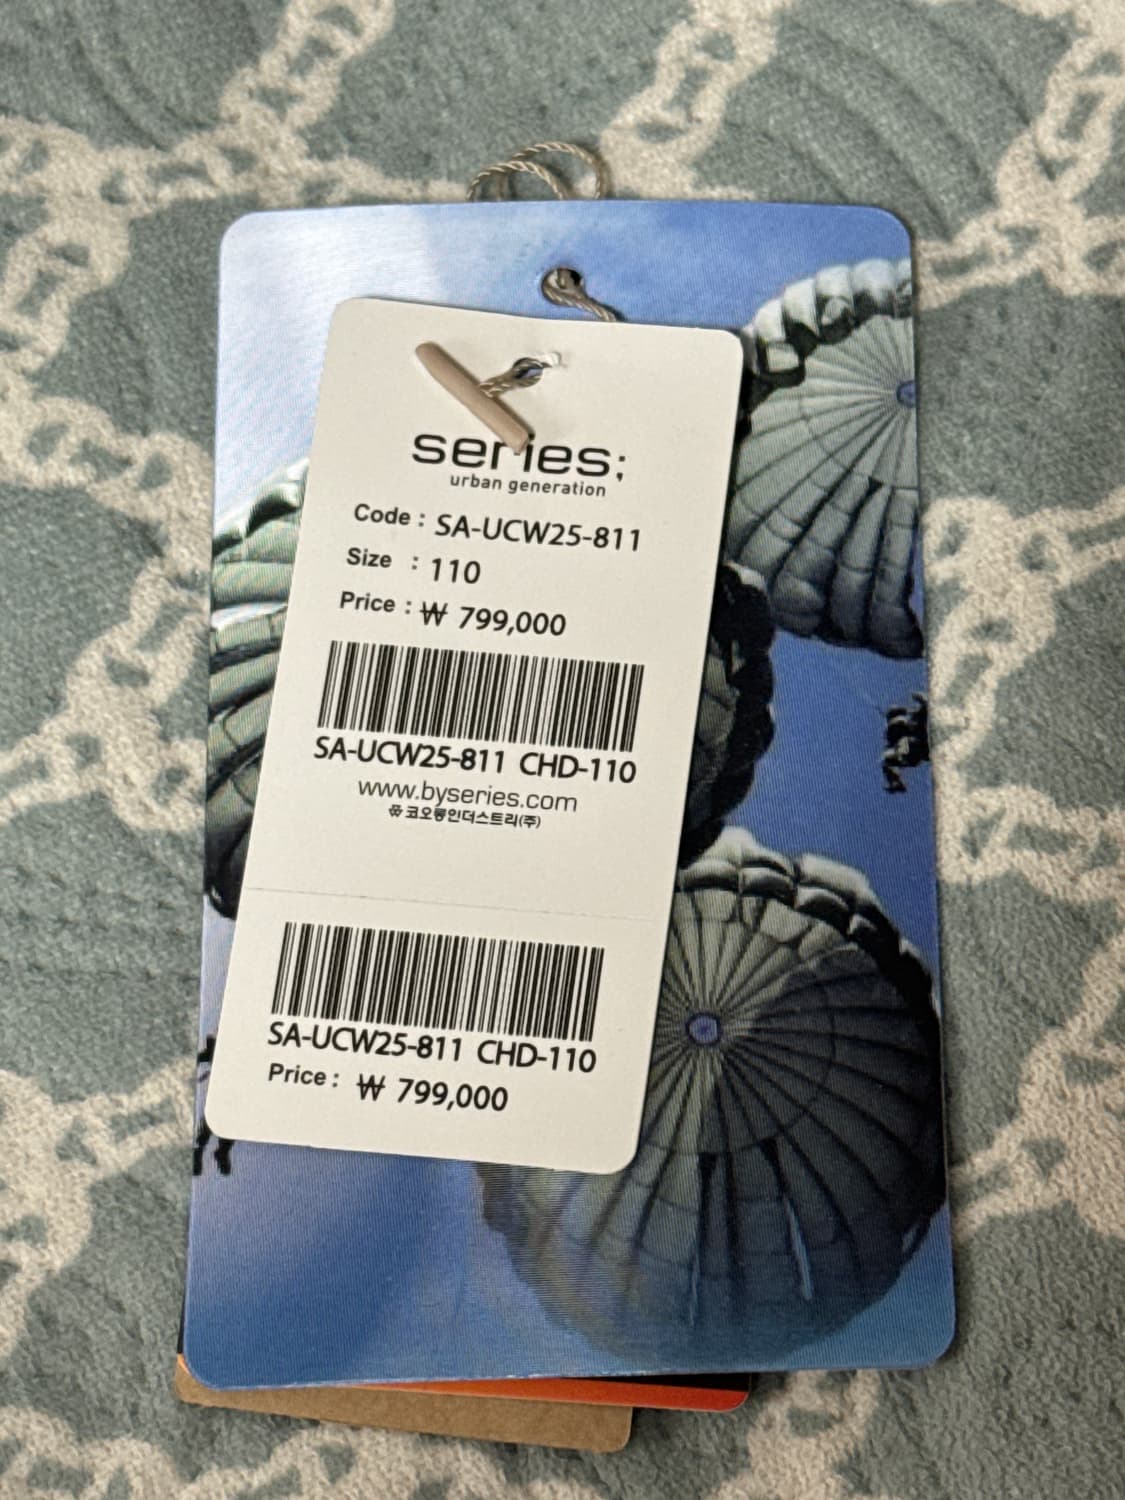 series;
urban generation
Code : SA-UCW25-811
Size : 110
Price : ₩ 799,000
SA-UCW25-811 CHD-110
www.byseries.com
코오롱인더스트리(주)
SA-UCW25-811 CHD-110
Price : ₩ 799,000